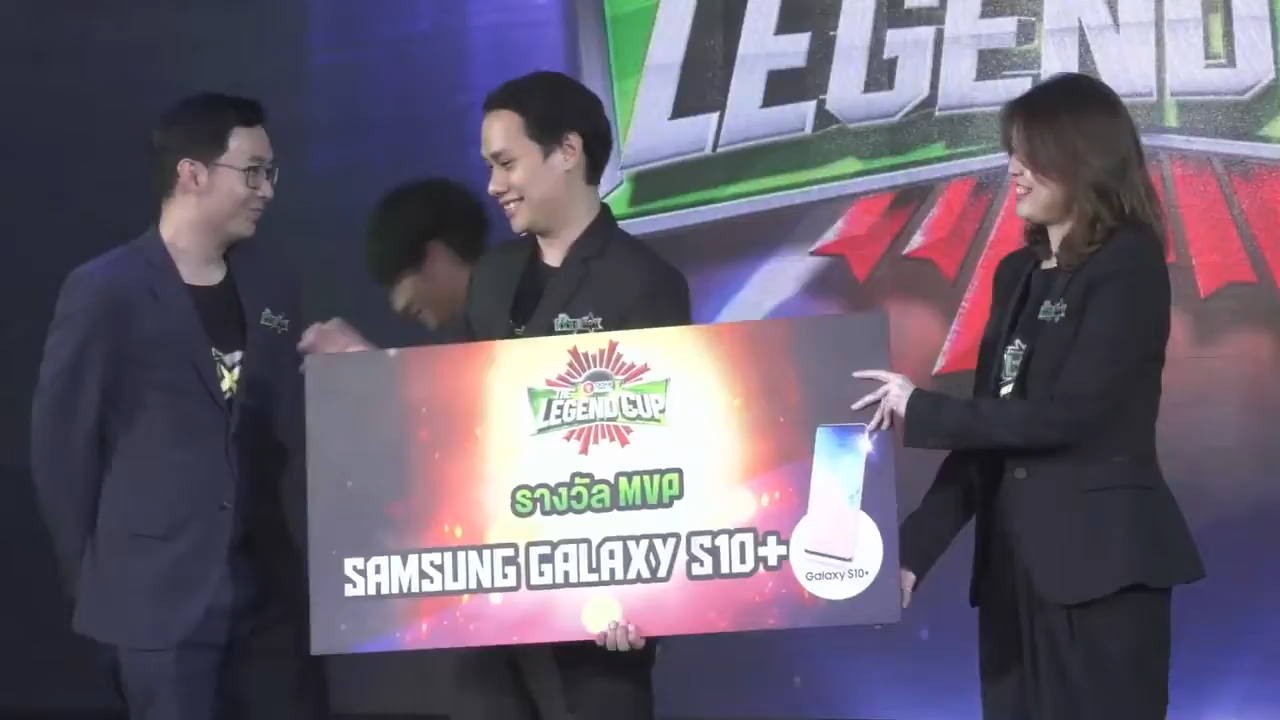 LEGEND
THE
LEGEND CUP
รางวัล MVP
SAMSUNG GALAXY S10+
Galaxy S10+